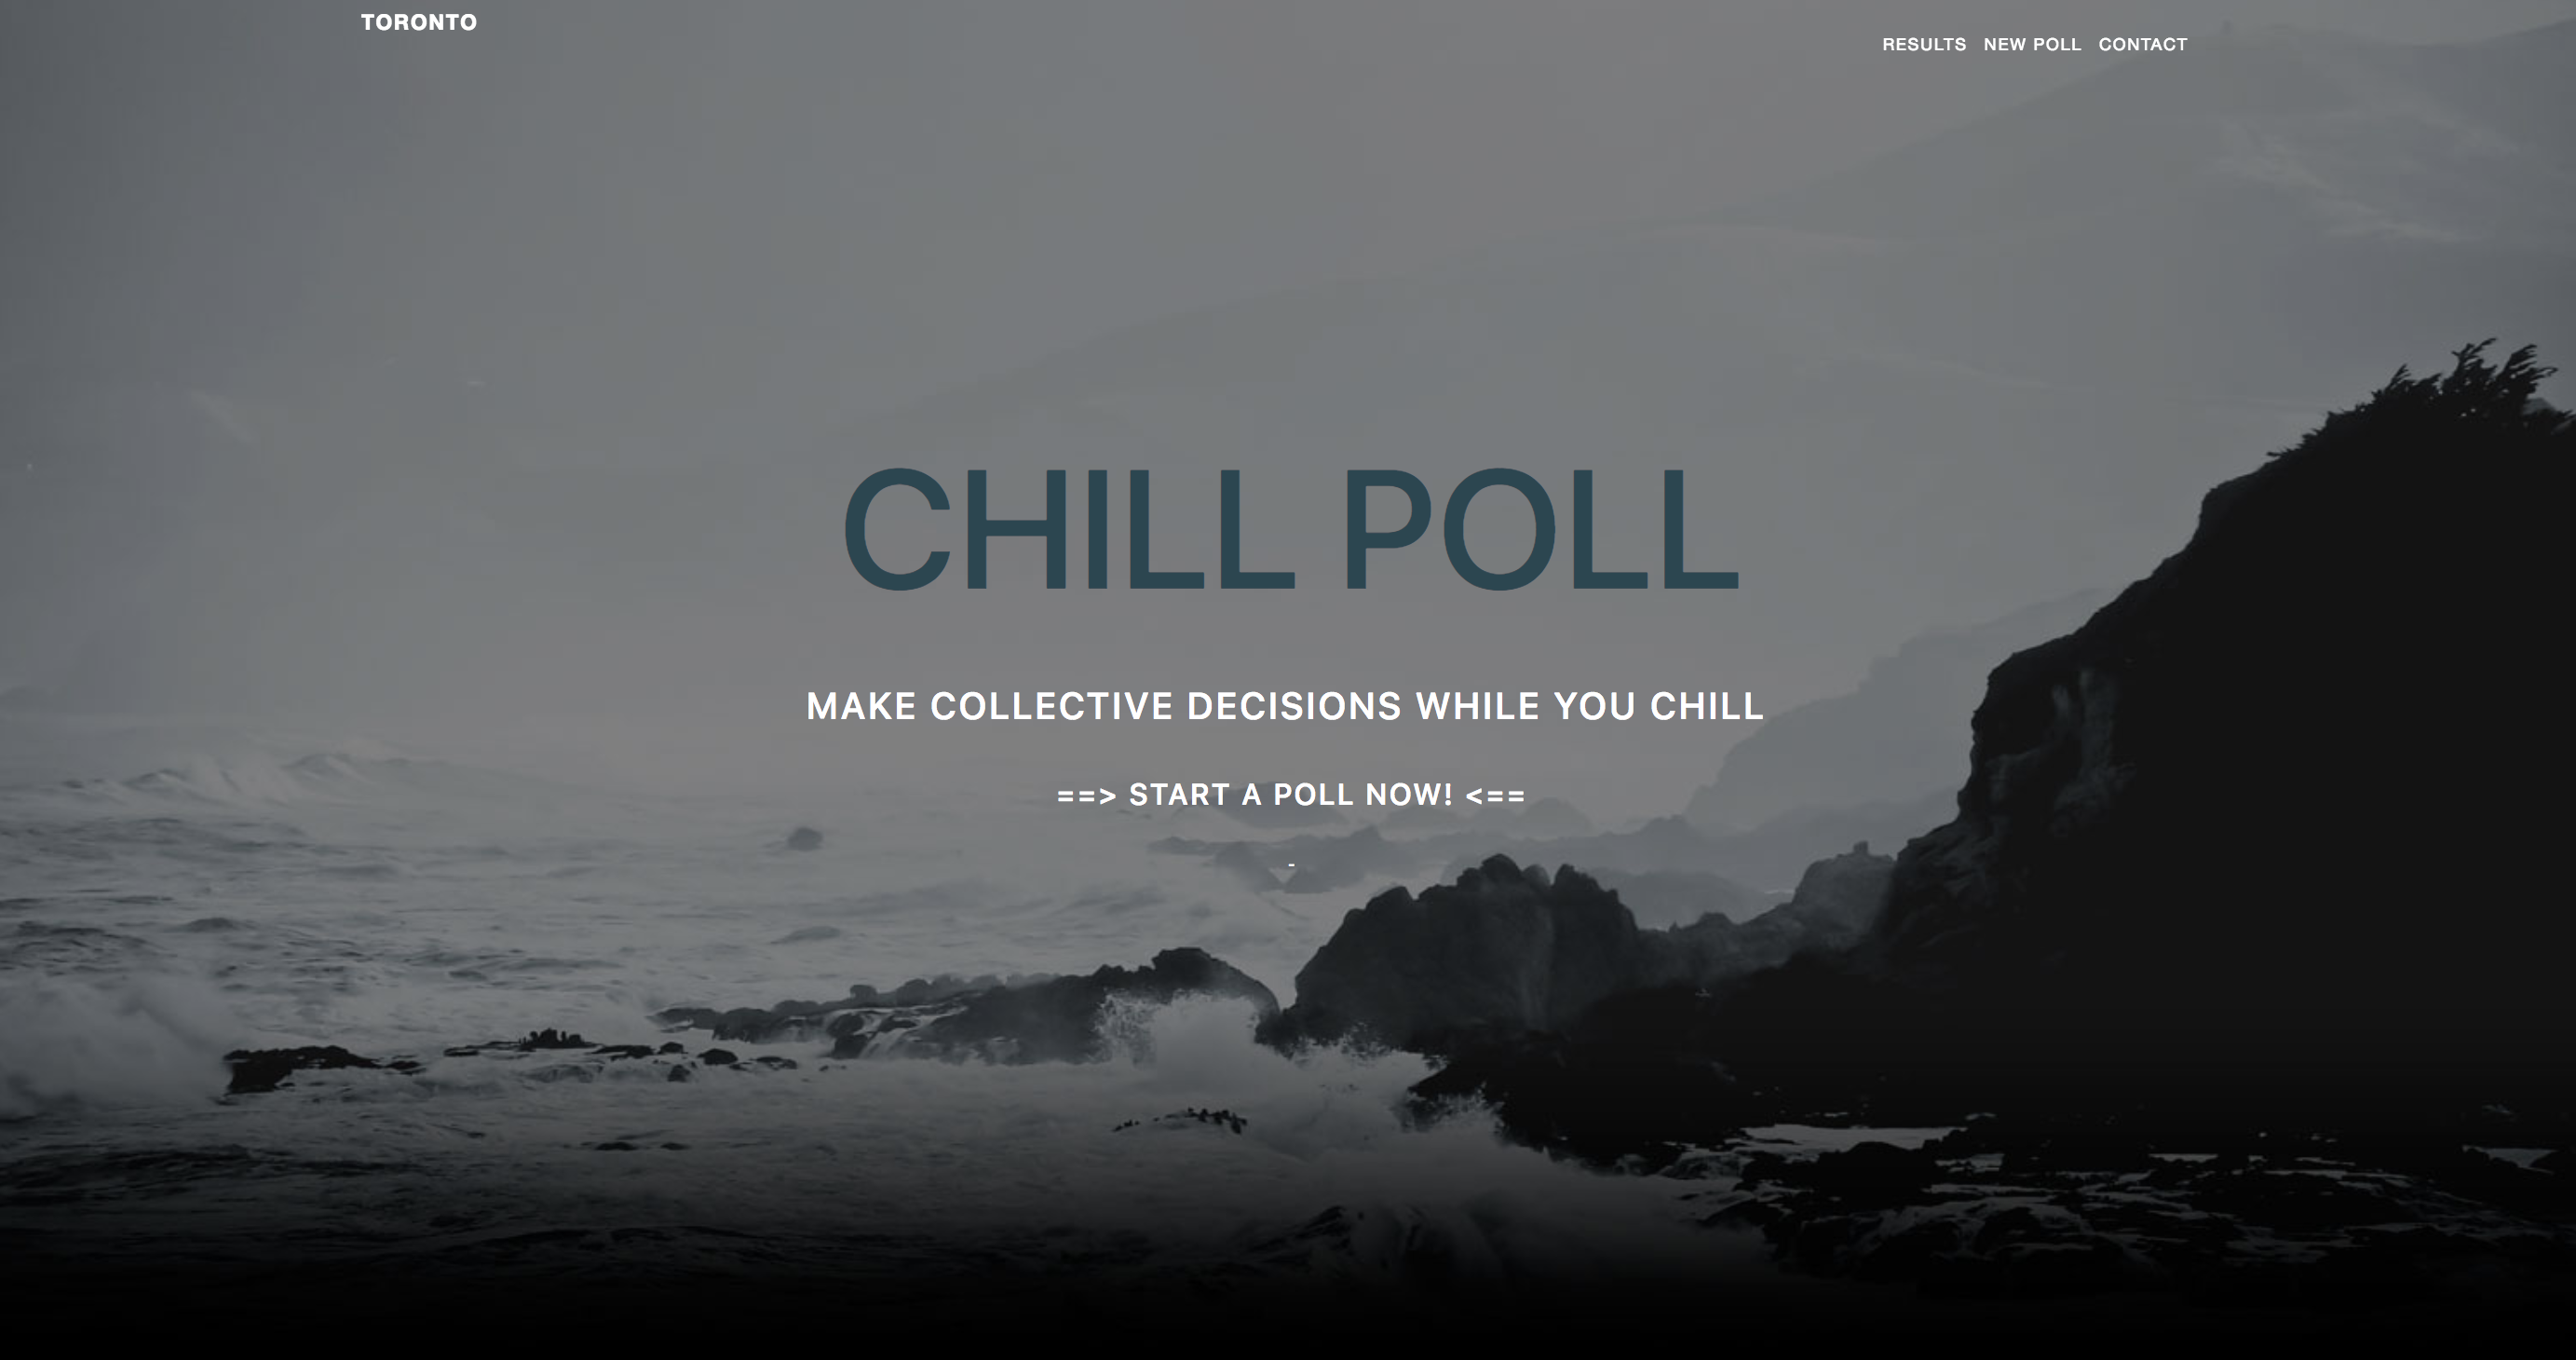 TORONTO
RESULTS NEW POLL CONTACT
CHILL POLL
MAKE COLLECTIVE DECISIONS WHILE YOU CHILL
==> START A POLL NOW! <==
-